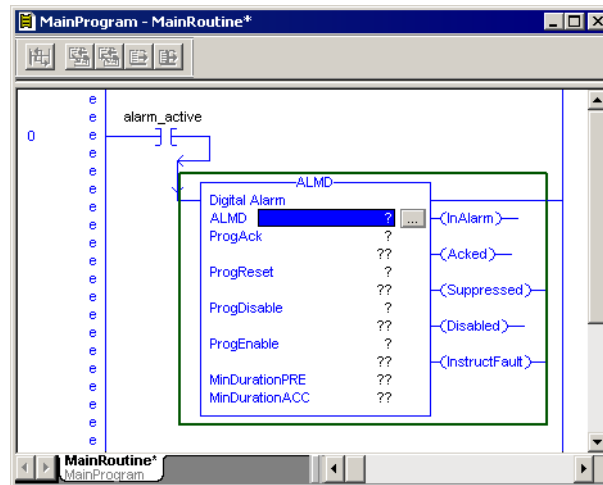 MainProgram - MainRoutine*
e
e alarm_active
0 e
e
e
e ALMD
e Digital Alarm
e ALMD ? ... (InAlarm)
e ProgAck ?
e ?? (Acked)
e ProgReset ?
e ?? (Suppressed)
e ProgDisable ?
e ?? (Disabled)
e ProgEnable ?
e ?? (InstructFault)
e MinDurationPRE ??
e MinDurationACC ??
e
e
MainRoutine*
MainProgram